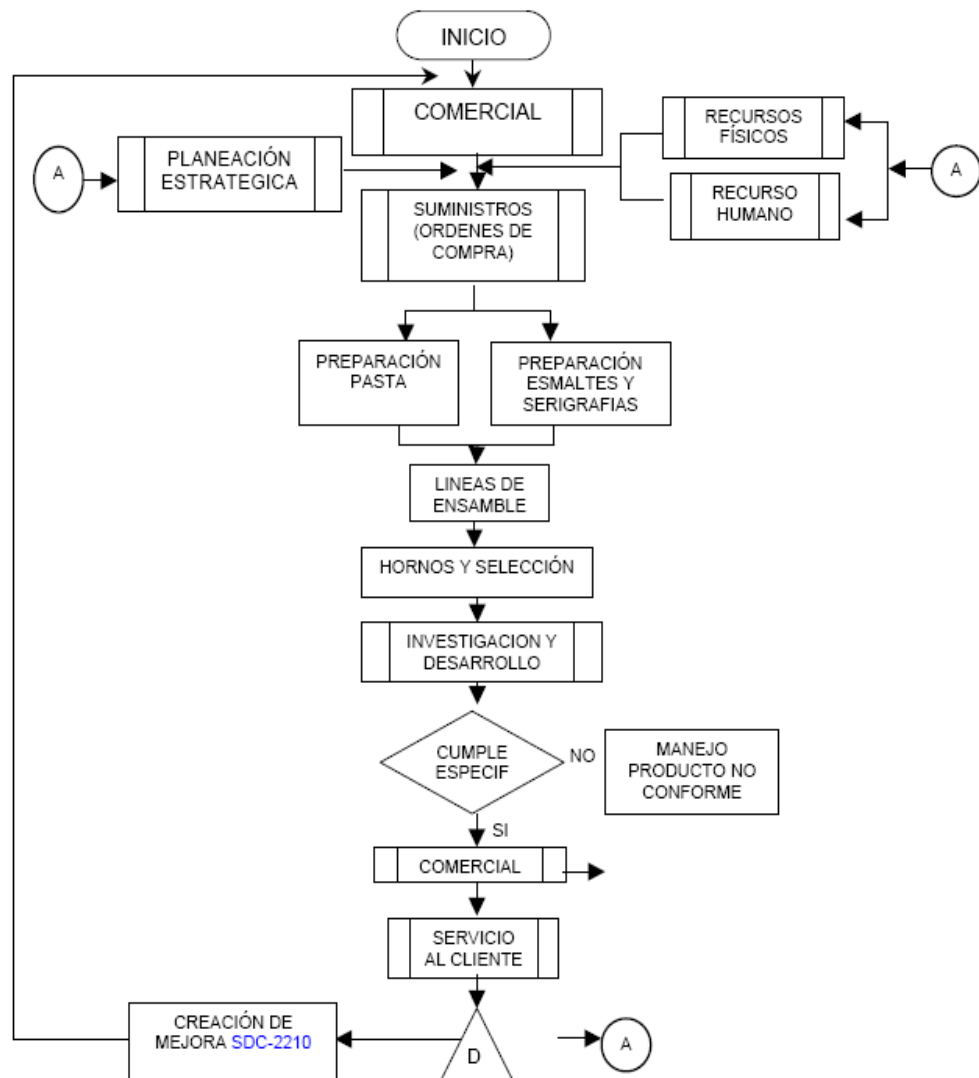 INICIO
COMERCIAL
RECURSOS
FÍSICOS
A
PLANEACIÓN
ESTRATEGICA
A
RECURSO
HUMANO
SUMINISTROS
(ORDENES DE
COMPRA)
PREPARACIÓN
PASTA
PREPARACIÓN
ESMALTES Y
SERIGRAFIAS
LINEAS DE
ENSAMBLE
HORNOS Y SELECCIÓN
INVESTIGACION Y
DESARROLLO
CUMPLE
ESPECIF
NO
MANEJO
PRODUCTO NO
CONFORME
SI
COMERCIAL
SERVICIO
AL CLIENTE
CREACIÓN DE
MEJORA SDC-2210
D
A